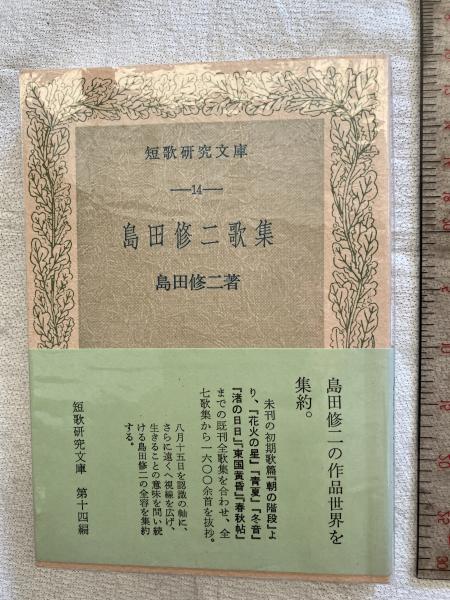 短歌研究文庫
—14—
島田修二歌集
島田修二著
島田修二の作品世界を
集約。
未刊の初期歌篇『朝の階段』よ
り、『花火の星』『青夏』『冬音』
『渚の日日』『東国黄昏』『春秋帖』
までの既刊全歌集を合わせ、全
七歌集から一六〇〇余首を抜抄。
八月十五日を認識の軸に、
さらに遠くへ視線を広げ、
生きることの意味を問い続
ける島田修二の全容を集約
する。
短歌研究文庫 第十四編